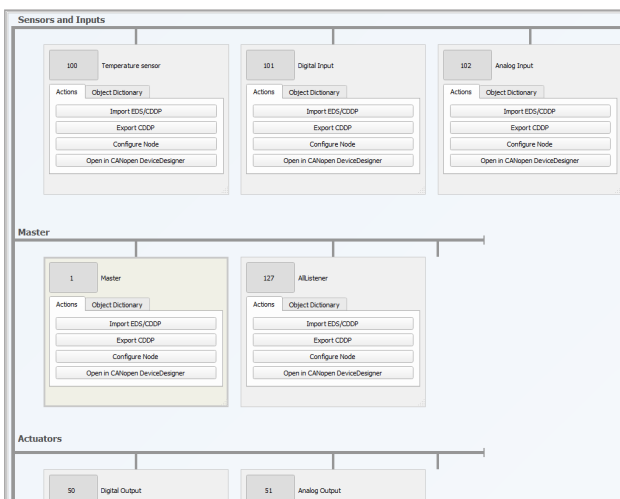 Sensors and Inputs
100 Temperature sensor 101 Digital Input 102 Analog Input
Actions Object Dictionary Actions Object Dictionary Actions Object Dictionary
Import EDS/CDDP Import EDS/CDDP Import EDS/CDDP
Export CDDP Export CDDP Export CDDP
Configure Node Configure Node Configure Node
Open in CANopen DeviceDesigner Open in CANopen DeviceDesigner Open in CANopen DeviceDesigner
Master
1 Master 127 AllListener
Actions Object Dictionary Actions Object Dictionary
Import EDS/CDDP Import EDS/CDDP
Export CDDP Export CDDP
Configure Node Configure Node
Open in CANopen DeviceDesigner Open in CANopen DeviceDesigner
Actuators
50 Digital Output 51 Analog Output